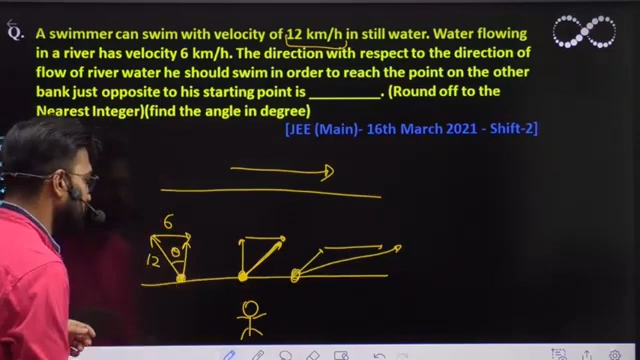 Q. A swimmer can swim with velocity of 12 km/h in still water. Water flowing
in a river has velocity 6 km/h. The direction with respect to the direction of
flow of river water he should swim in order to reach the point on the other
bank just opposite to his starting point is _________. (Round off to the
Nearest Integer)(find the angle in degree)
[JEE (Main)- 16th March 2021 - Shift-2]
6
12 θ